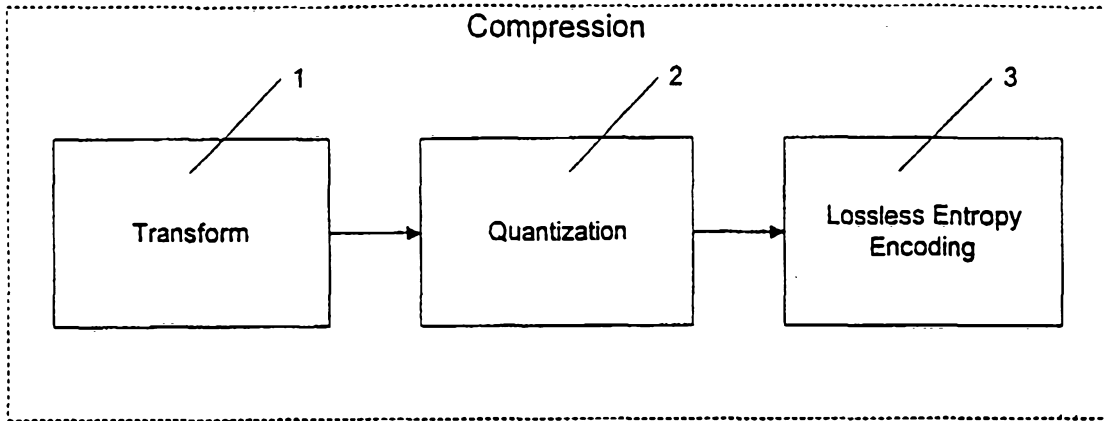 Compression
1
2
3
Transform
Quantization
Lossless Entropy
Encoding